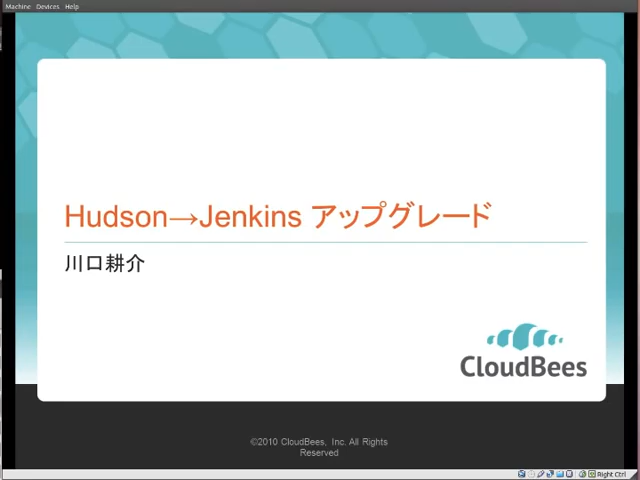 Machine Devices Help
Hudson→Jenkins アップグレード
川口耕介
CloudBees
©2010 CloudBees, Inc. All Rights
Reserved
Right Ctrl